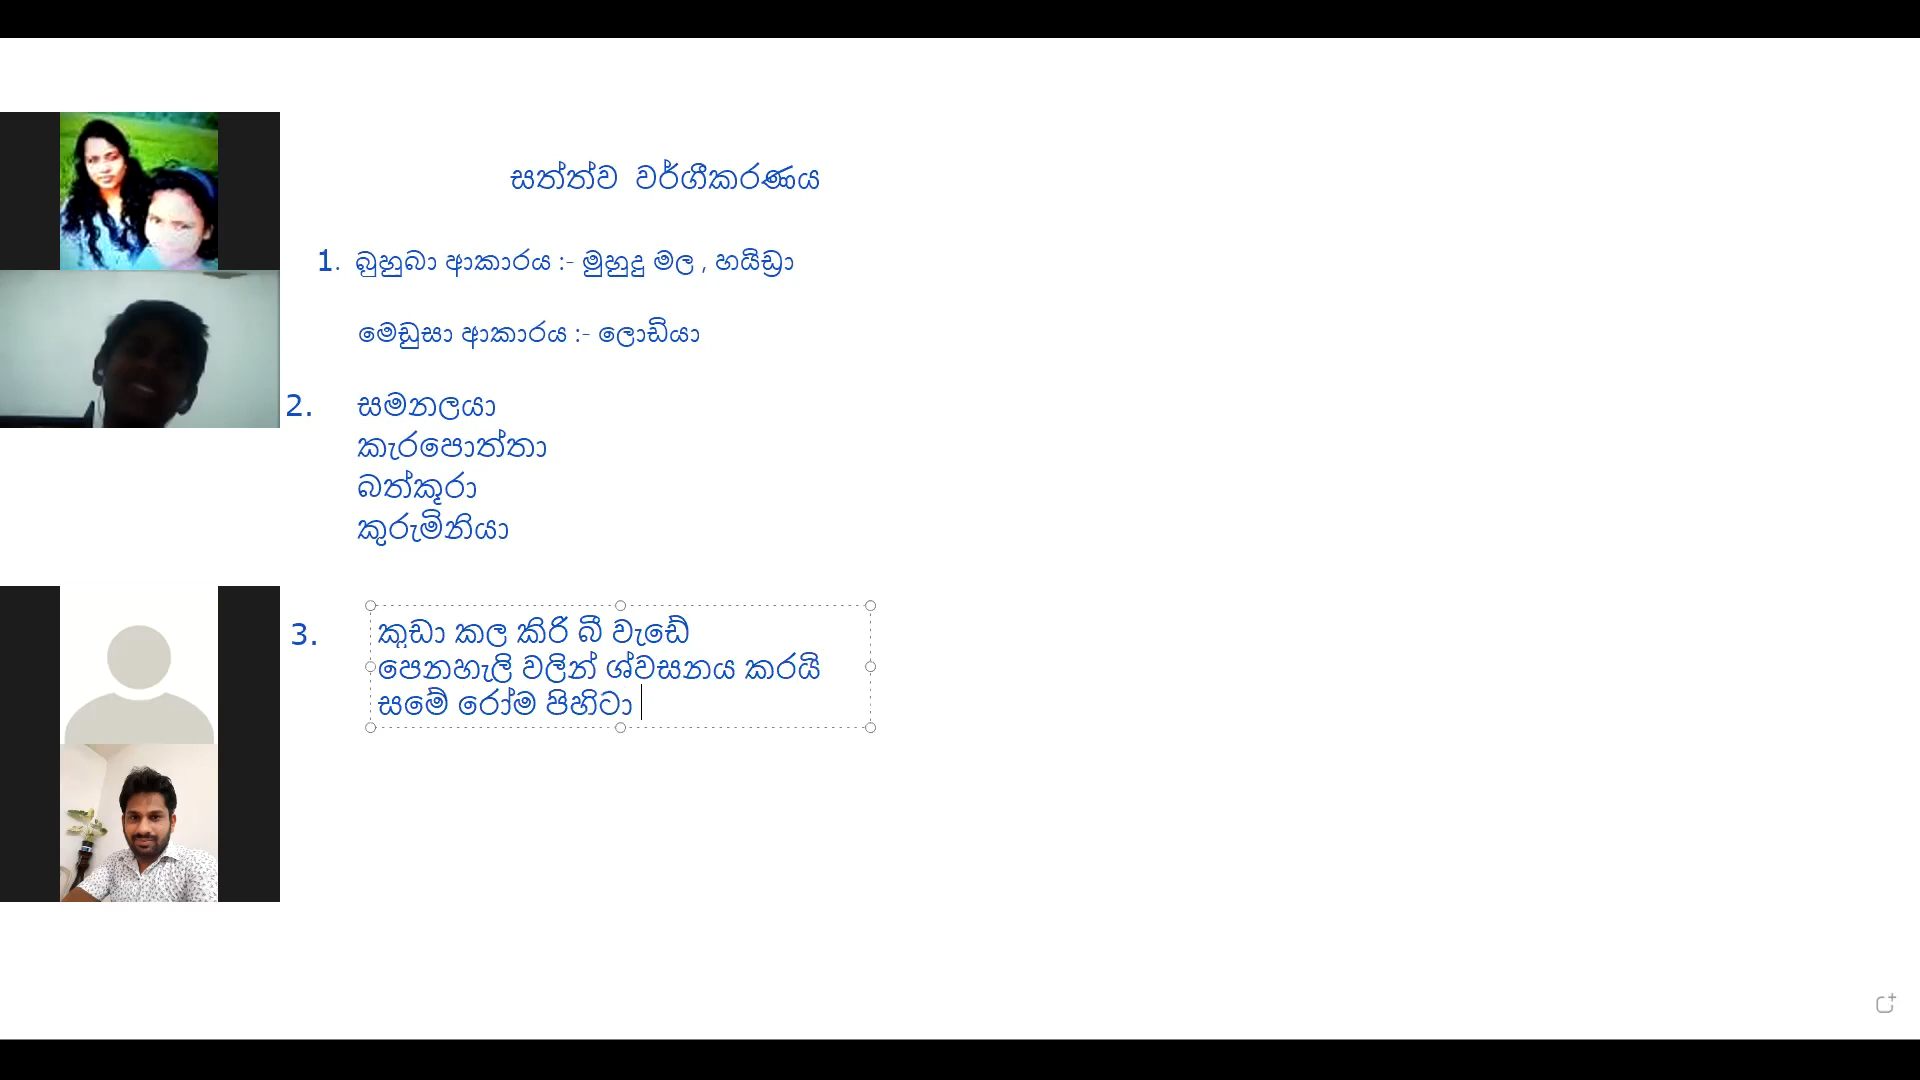 සත්ත්ව වර්ගීකරණය
1. බුහුබා ආකාරය :- මුහුදු මල , හයිඩ්‍රා
මෙඩුසා ආකාරය :- ලොඩියා
2. සමනලයා
කැරපොත්තා
බත්කූරා
කුරුමිනියා
3. කුඩා කල කිරි බී වැඩේ
පෙනහැලි වලින් ශ්වසනය කරයි
සමේ රෝම පිහිටා